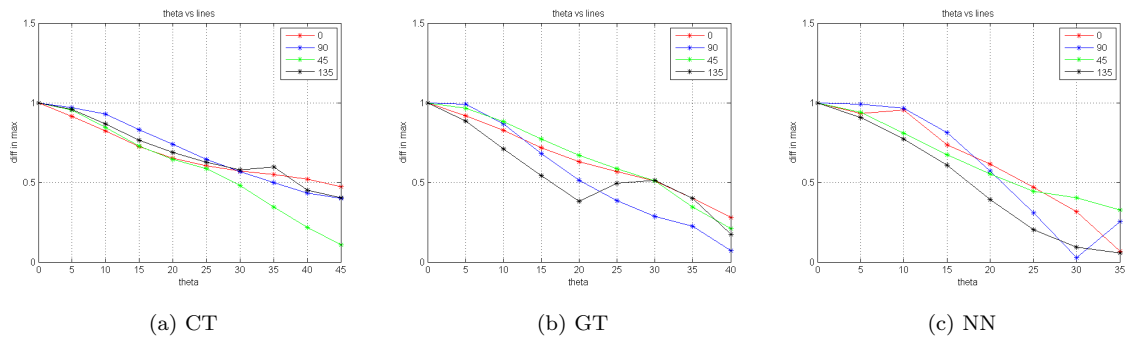 theta vs lines
1.5
1
0.5
0
diff in max
0
90
45
135
0 5 10 15 20 25 30 35 40 45
theta
(a) CT
theta vs lines
1.5
1
0.5
0
diff in max
0
90
45
135
0 5 10 15 20 25 30 35 40
theta
(b) GT
theta vs lines
1.5
1
0.5
0
diff in max
0
90
45
135
0 5 10 15 20 25 30 35
theta
(c) NN